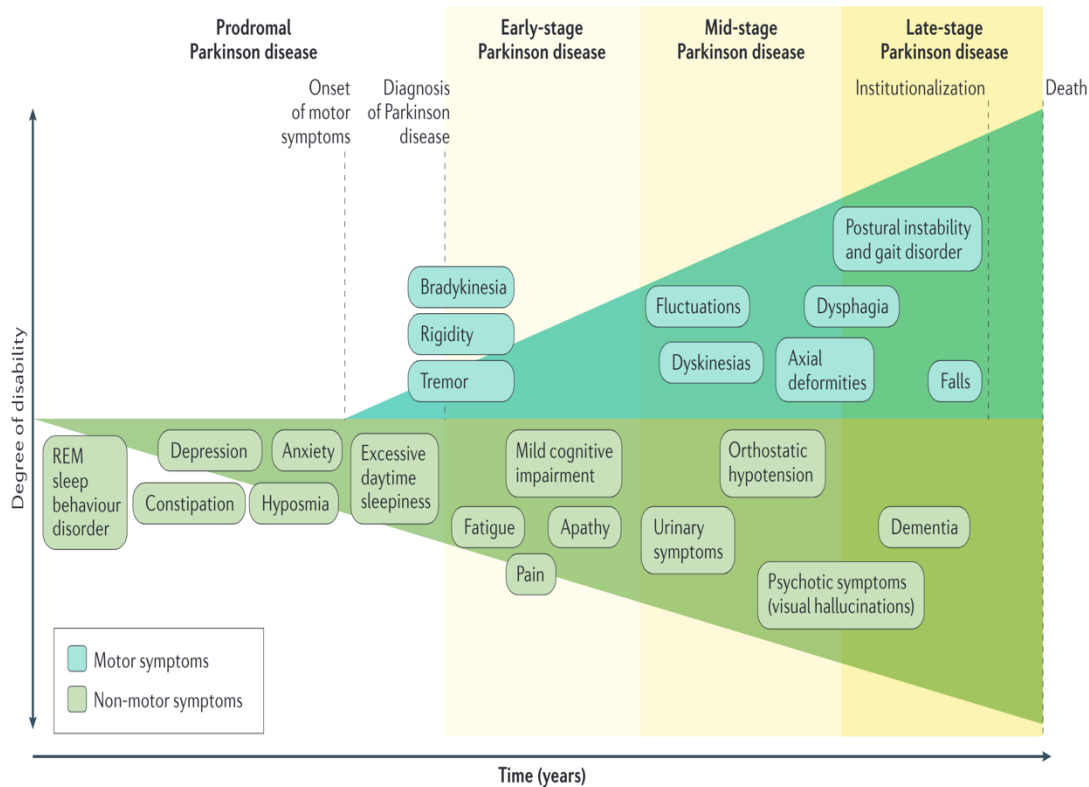 Prodromal
Parkinson disease
Early-stage
Parkinson disease
Mid-stage
Parkinson disease
Late-stage
Parkinson disease
Onset
of motor
symptoms
Diagnosis
of Parkinson
disease
Institutionalization
Death
Degree of disability
Postural instability
and gait disorder
Bradykinesia
Rigidity
Tremor
Fluctuations
Dysphagia
Dyskinesias
Axial
deformities
Falls
REM
sleep
behaviour
disorder
Depression
Anxiety
Constipation
Hyposmia
Excessive
daytime
sleepiness
Mild cognitive
impairment
Fatigue
Apathy
Pain
Orthostatic
hypotension
Urinary
symptoms
Dementia
Psychotic symptoms
(visual hallucinations)
Motor symptoms
Non-motor symptoms
Time (years)